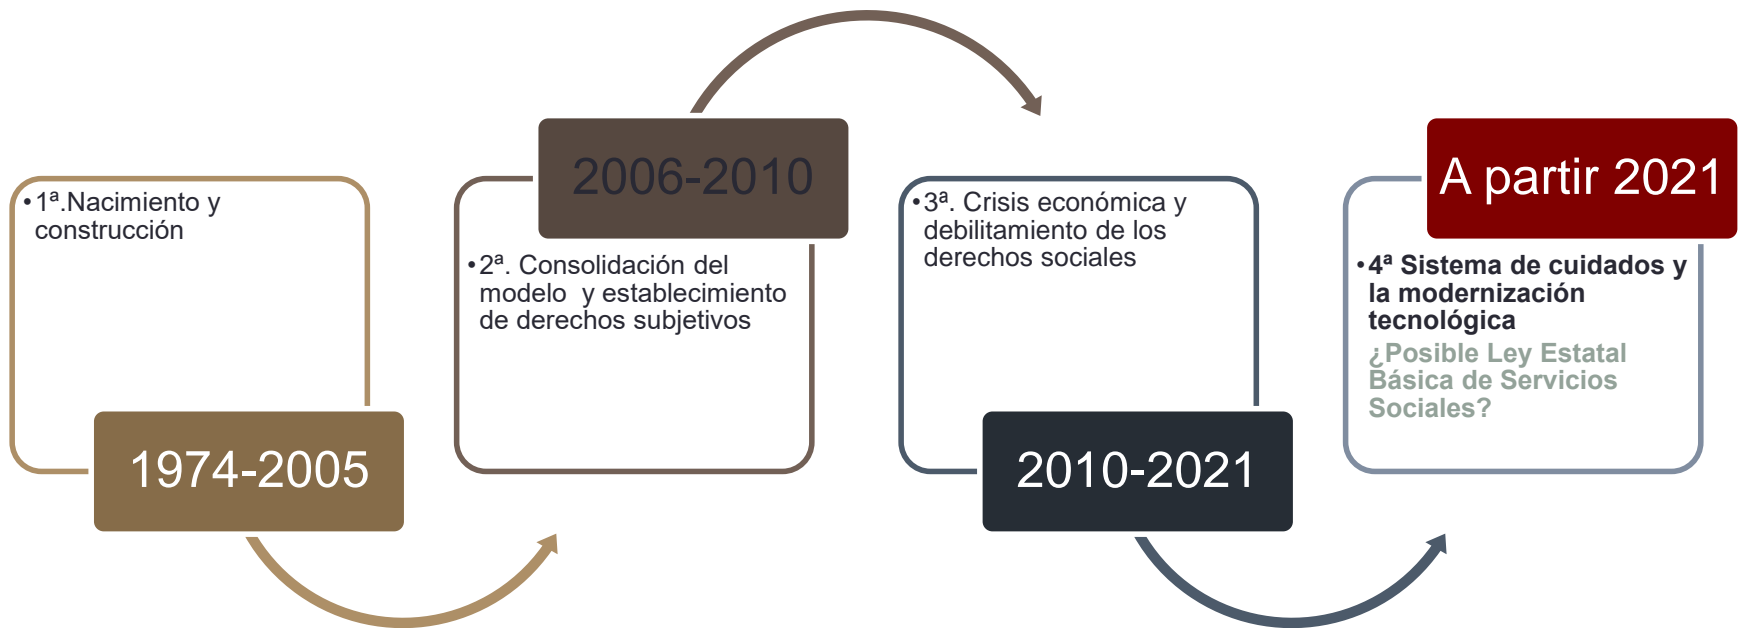 •1ª.Nacimiento y
construcción
1974-2005
2006-2010
•2ª. Consolidación del
modelo y establecimiento
de derechos subjetivos
•3ª. Crisis económica y
debilitamiento de los
derechos sociales
2010-2021
A partir 2021
•4ª Sistema de cuidados y
la modernización
tecnológica
¿Posible Ley Estatal
Básica de Servicios
Sociales?